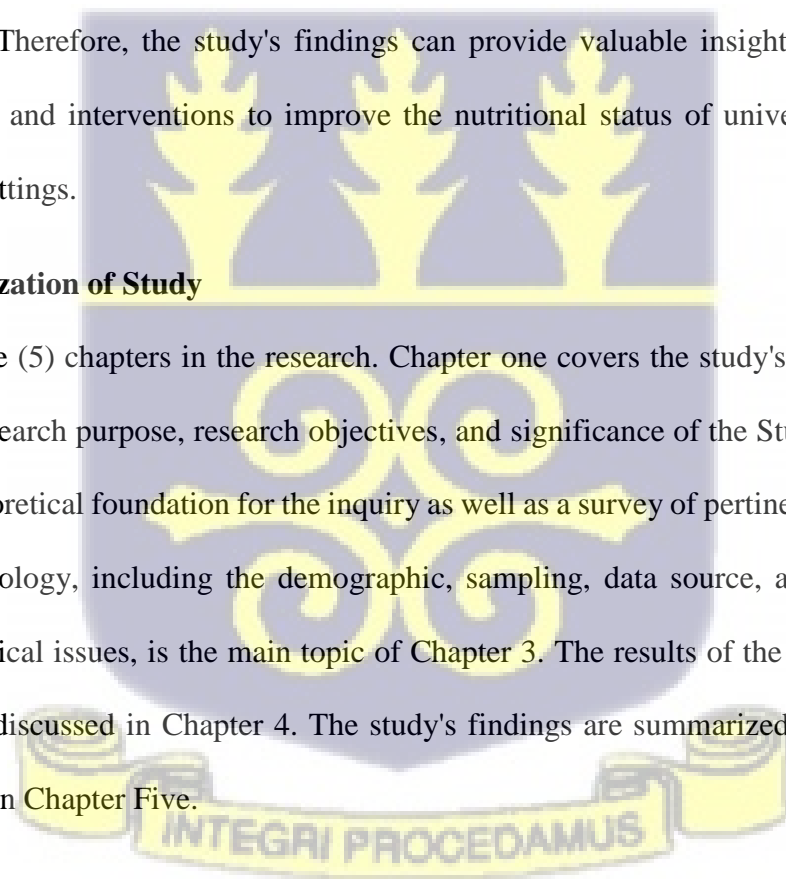 Therefore, the study's findings can provide valuable insight
and interventions to improve the nutritional status of unive
ttings.
zation of Study
e (5) chapters in the research. Chapter one covers the study's
earch purpose, research objectives, and significance of the Stu
oretical foundation for the inquiry as well as a survey of pertine
ology, including the demographic, sampling, data source, a
ical issues, is the main topic of Chapter 3. The results of the
discussed in Chapter 4. The study's findings are summarized
n Chapter Five.
INTEGRI PROCEDAMUS